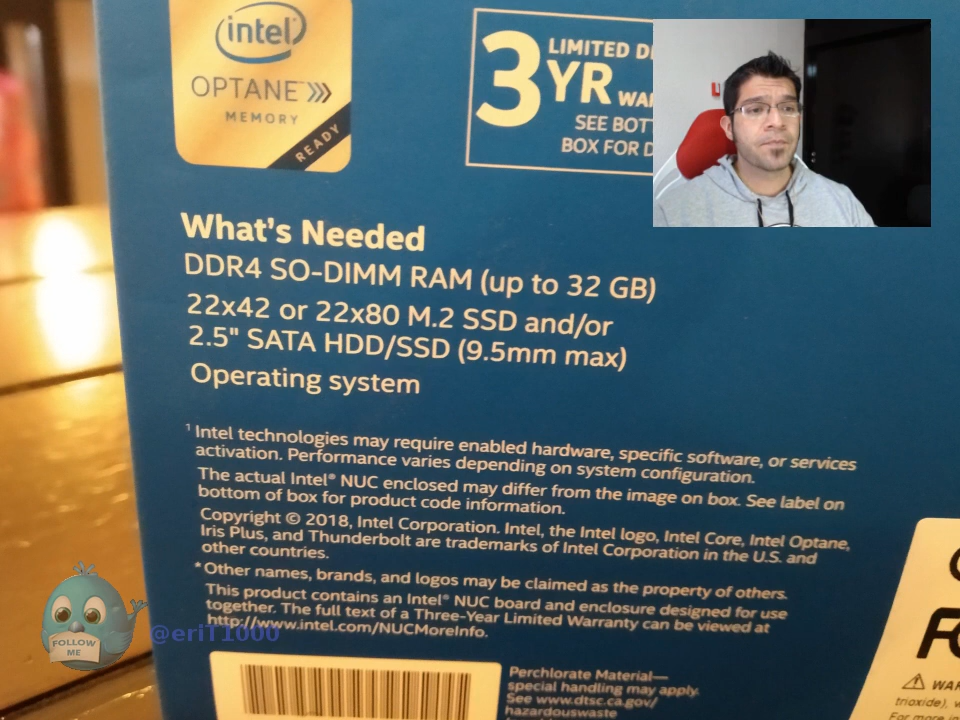 intel
OPTANE
MEMORY
READY
3
YR
LIMITED
SEE
BOX FOR
What's Needed
DDR4 SO-DIMM RAM (up to 32 GB)
22x42 or 22x80 M.2 SSD and/or
2.5" SATA HDD/SSD (9.5mm max)
Operating system
¹ Intel technologies may require enabled hardware, specific software, or services
activation. Performance varies depending on system configuration.
The actual Intel® NUC enclosed may differ from the image on box. See label on
bottom of box for product code information.
Copyright © 2018, Intel Corporation. Intel, the Intel logo, Intel Core, Intel Optane,
Iris Plus, and Thunderbolt are trademarks of Intel Corporation in the U.S. and
other countries.
*Other names, brands, and logos may be claimed as the property of others.
This product contains an Intel® NUC board and enclosure designed for use
together. The full text of a Three-Year Limited Warranty can be viewed at
http://www.intel.com/NUCMoreInfo.
FOLLOW
ME
@eriT1000
Perchlorate Material—
special handling may apply.
See www.dtsc.ca.gov/
hazardouswaste
trioxide),
For more